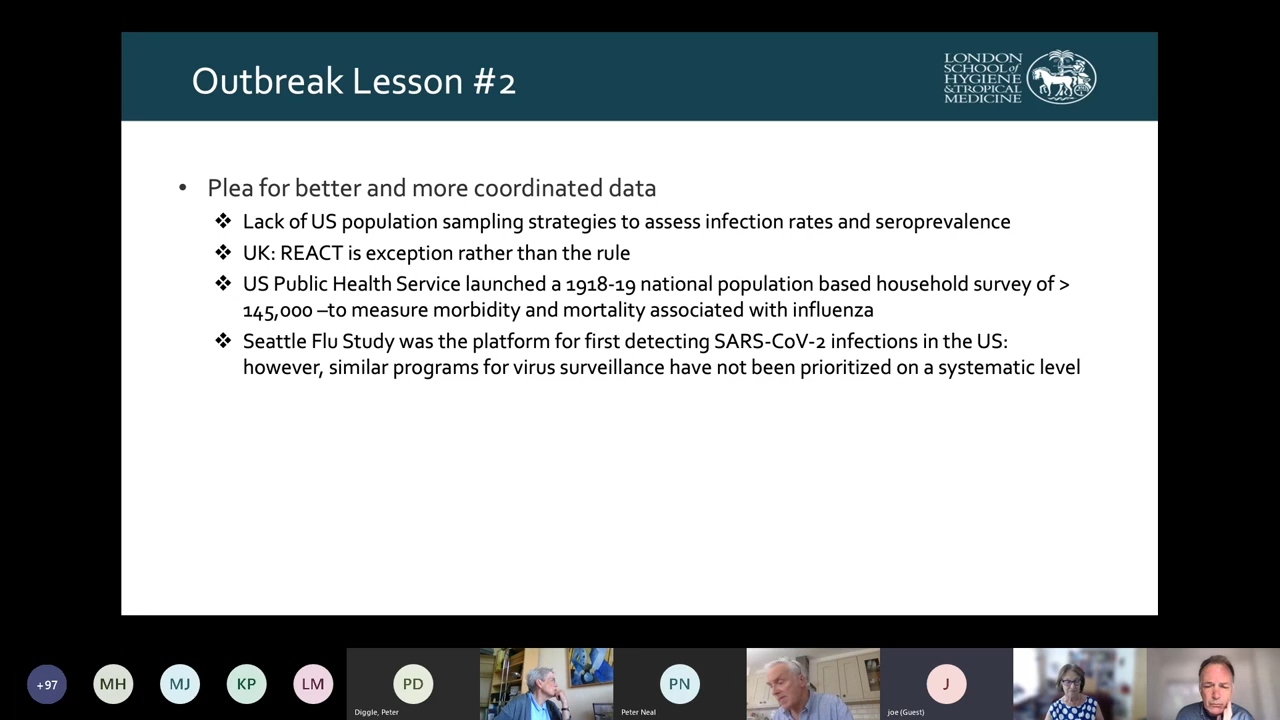 Outbreak Lesson #2
LONDON
SCHOOL of
HYGIENE
& TROPICAL
MEDICINE
• Plea for better and more coordinated data
❖ Lack of US population sampling strategies to assess infection rates and seroprevalence
❖ UK: REACT is exception rather than the rule
❖ US Public Health Service launched a 1918-19 national population based household survey of >
145,000 –to measure morbidity and mortality associated with influenza
❖ Seattle Flu Study was the platform for first detecting SARS-CoV-2 infections in the US:
however, similar programs for virus surveillance have not been prioritized on a systematic level
+97
MH
MJ
KP
LM
PD
Diggle, Peter
PN
Peter Neal
J
joe (Guest)